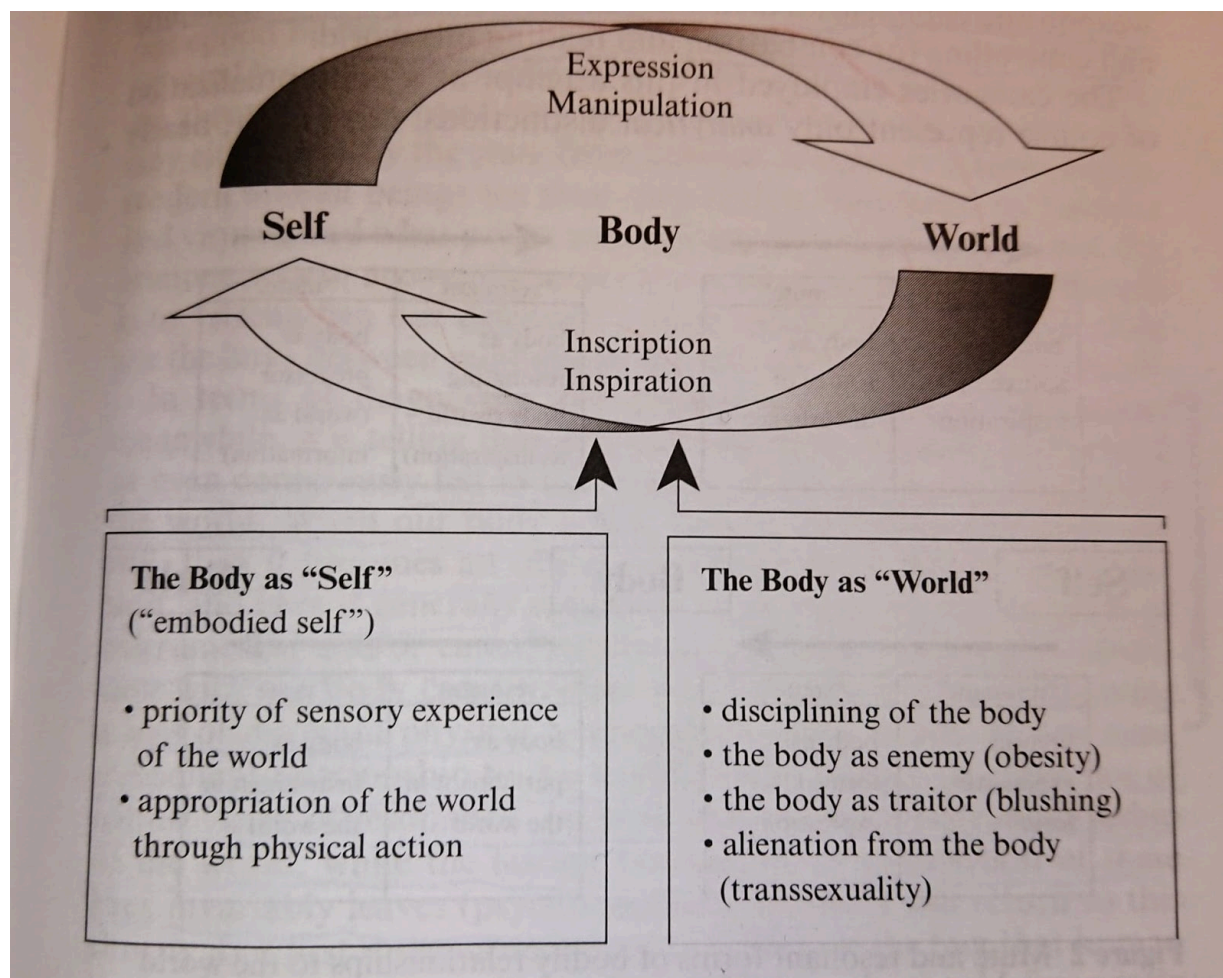 Expression
Manipulation
Self Body World
Inscription
Inspiration
The Body as “Self”
(“embodied self”)
• priority of sensory experience
of the world
• appropriation of the world
through physical action
The Body as “World”
• disciplining of the body
• the body as enemy (obesity)
• the body as traitor (blushing)
• alienation from the body
(transsexuality)